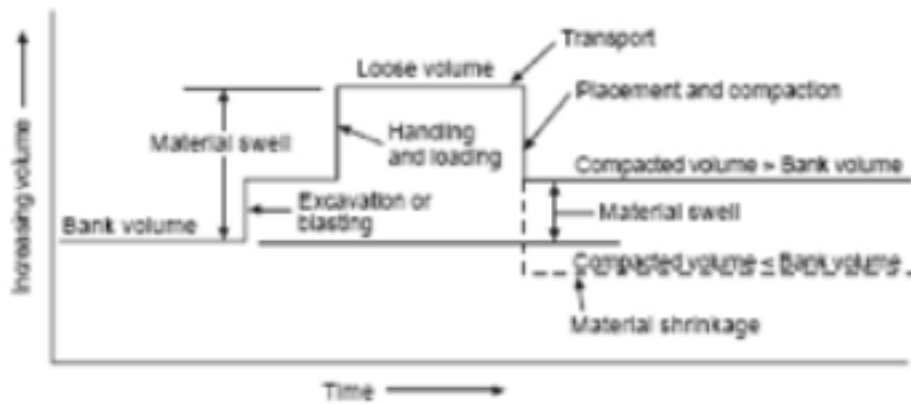 Transport
Loose volume
Placement and compaction
Handing
and loading
Material swell
Compacted volume > Bank volume
Excavation or
blasting
Material swell
Bank volume
Compacted volume < Bank volume
Material shrinkage
Increasing volume
Time